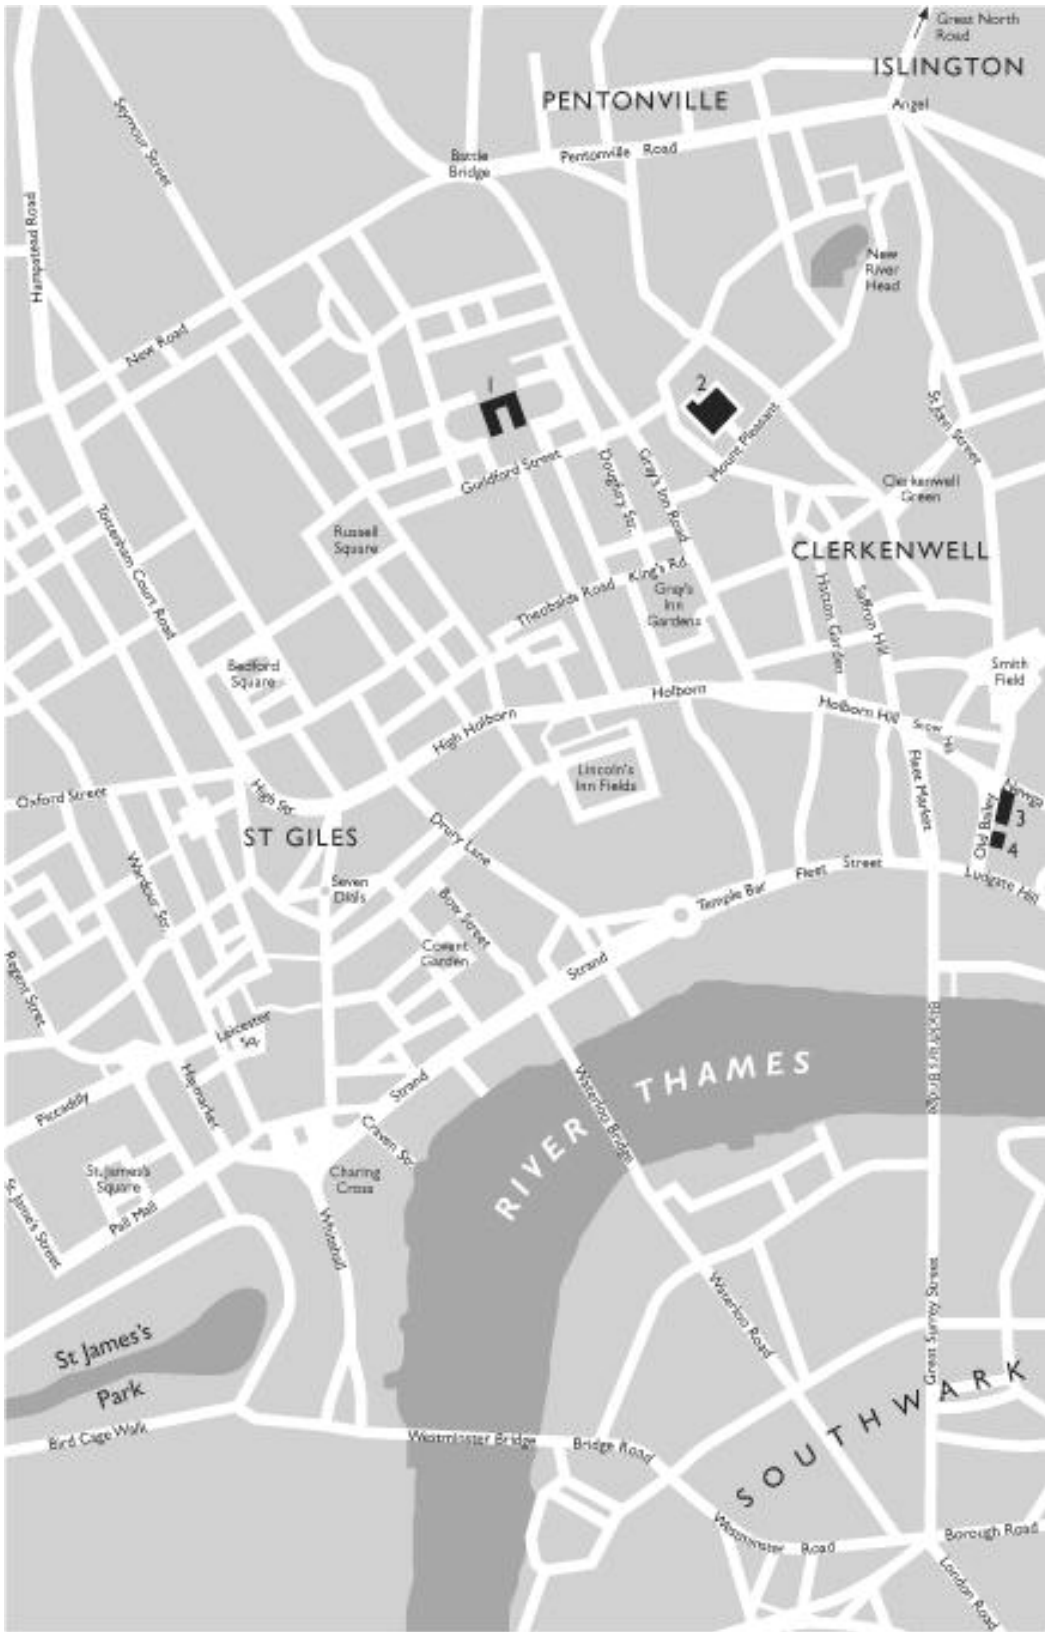 Great North
Road
ISLINGTON
PENTONVILLE
Angel
Seymour Street
Battle
Bridge
Pentonville Road
Hampstead Road
New
River
Head
New Road
1
2
St John Street
Mount Pleasant
Guildford Street
Doughty Str.
Gray's Inn Road
Clerkenwell
Green
Russell
Square
CLERKENWELL
Tottenham Court Road
Theobalds Road
King's Rd
Gray's
Inn
Gardens
Hatton Garden
Saffron Hill
Bedford
Square
Smith
Field
Holborn
High Holborn
Holborn Hill
Snow Hill
Lincoln's
Inn Fields
Fleet Market
Oxford Street
High Str.
Newga
3
Old Bailey
4
ST GILES
Drury Lane
Wardour Str.
Seven
Dials
Bow Street
Temple Bar
Fleet Street
Ludgate Hill
Covent
Garden
Strand
Regent Street
Leicester
Sq.
Blackfriars Bridge
RIVER THAMES
Waterloo Bridge
Haymarket
Piccadilly
Strand
Craven Str.
Charing
Cross
St. James's
Square
St. James's Street
Pall Mall
Whitehall
Great Surrey Street
Waterloo Road
St James's
Park
Bird Cage Walk
Westminster Bridge
Bridge Road
SOUTHWARK
Westminster Road
Borough Road
London Road